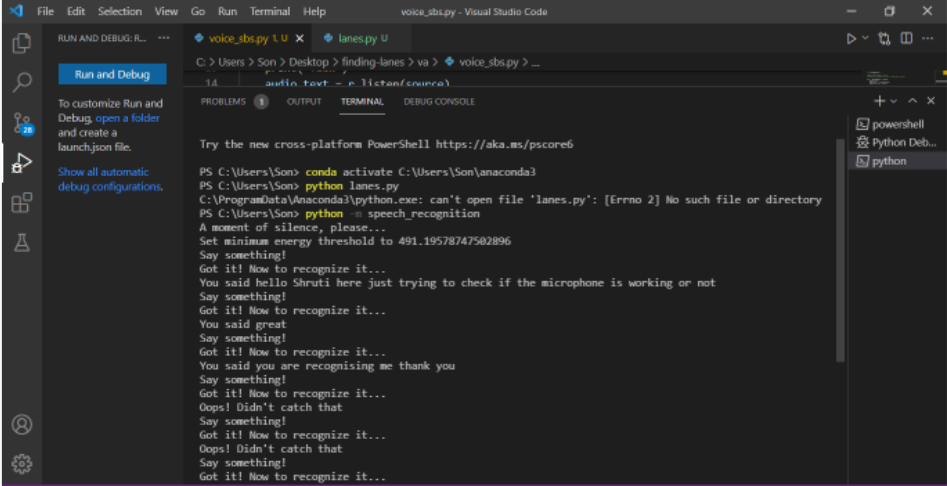 File Edit Selection View Go Run Terminal Help voice_sbs.py - Visual Studio Code
RUN AND DEBUG: R... ··· voice_sbs.py 1, U × lanes.py U
C: > Users > Son > Desktop > finding-lanes > va > voice_sbs.py > ...
Run and Debug
To customize Run and
Debug, open a folder
and create a
launch.json file.
Show all automatic
debug configurations.
28
14 audio_text = r.listen(source)
PROBLEMS 1 OUTPUT TERMINAL DEBUG CONSOLE
powershell
Python Deb...
python
Try the new cross-platform PowerShell https://aka.ms/pscore6
PS C:\Users\Son> conda activate C:\Users\Son\anaconda3
PS C:\Users\Son> python lanes.py
C:\ProgramData\Anaconda3\python.exe: can't open file 'lanes.py': [Errno 2] No such file or directory
PS C:\Users\Son> python -m speech_recognition
A moment of silence, please...
Set minimum energy threshold to 491.19578747502896
Say something!
Got it! Now to recognize it...
You said hello Shruti here just trying to check if the microphone is working or not
Say something!
Got it! Now to recognize it...
You said great
Say something!
Got it! Now to recognize it...
You said you are recognising me thank you
Say something!
Got it! Now to recognize it...
Oops! Didn't catch that
Say something!
Got it! Now to recognize it...
Oops! Didn't catch that
Say something!
Got it! Now to recognize it...